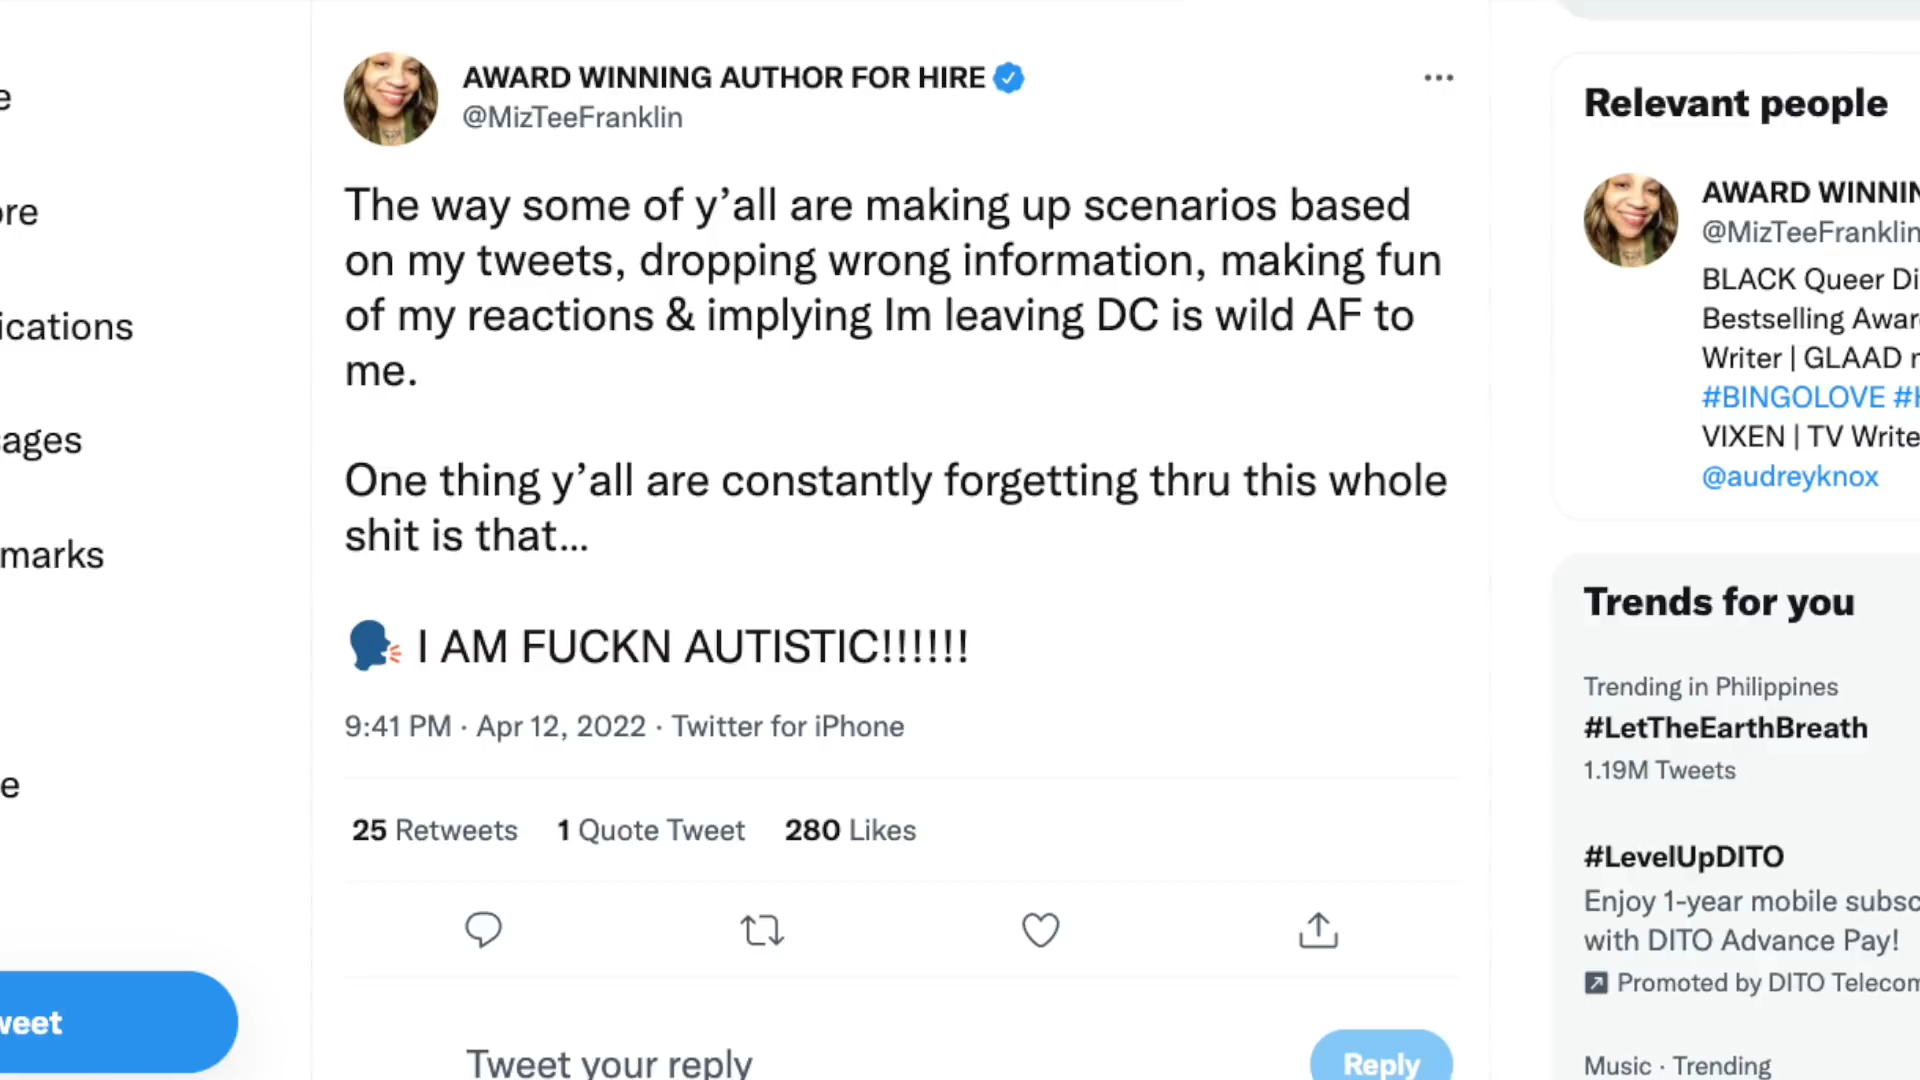 e
ore
ications
sages
marks
e
weet
AWARD WINNING AUTHOR FOR HIRE
@MizTeeFranklin
The way some of y’all are making up scenarios based
on my tweets, dropping wrong information, making fun
of my reactions & implying Im leaving DC is wild AF to
me.
One thing y’all are constantly forgetting thru this whole
shit is that...
I AM FUCKN AUTISTIC!!!!!!
9:41 PM · Apr 12, 2022 · Twitter for iPhone
25 Retweets 1 Quote Tweet 280 Likes
Tweet your reply
Reply
Relevant people
AWARD WINNIN
@MizTeeFranklin
BLACK Queer Di
Bestselling Awar
Writer | GLAAD n
#BINGOLOVE #H
VIXEN | TV Write
@audreyknox
Trends for you
Trending in Philippines
#LetTheEarthBreath
1.19M Tweets
#LevelUpDITO
Enjoy 1-year mobile subsc
with DITO Advance Pay!
Promoted by DITO Telecom
Music · Trending